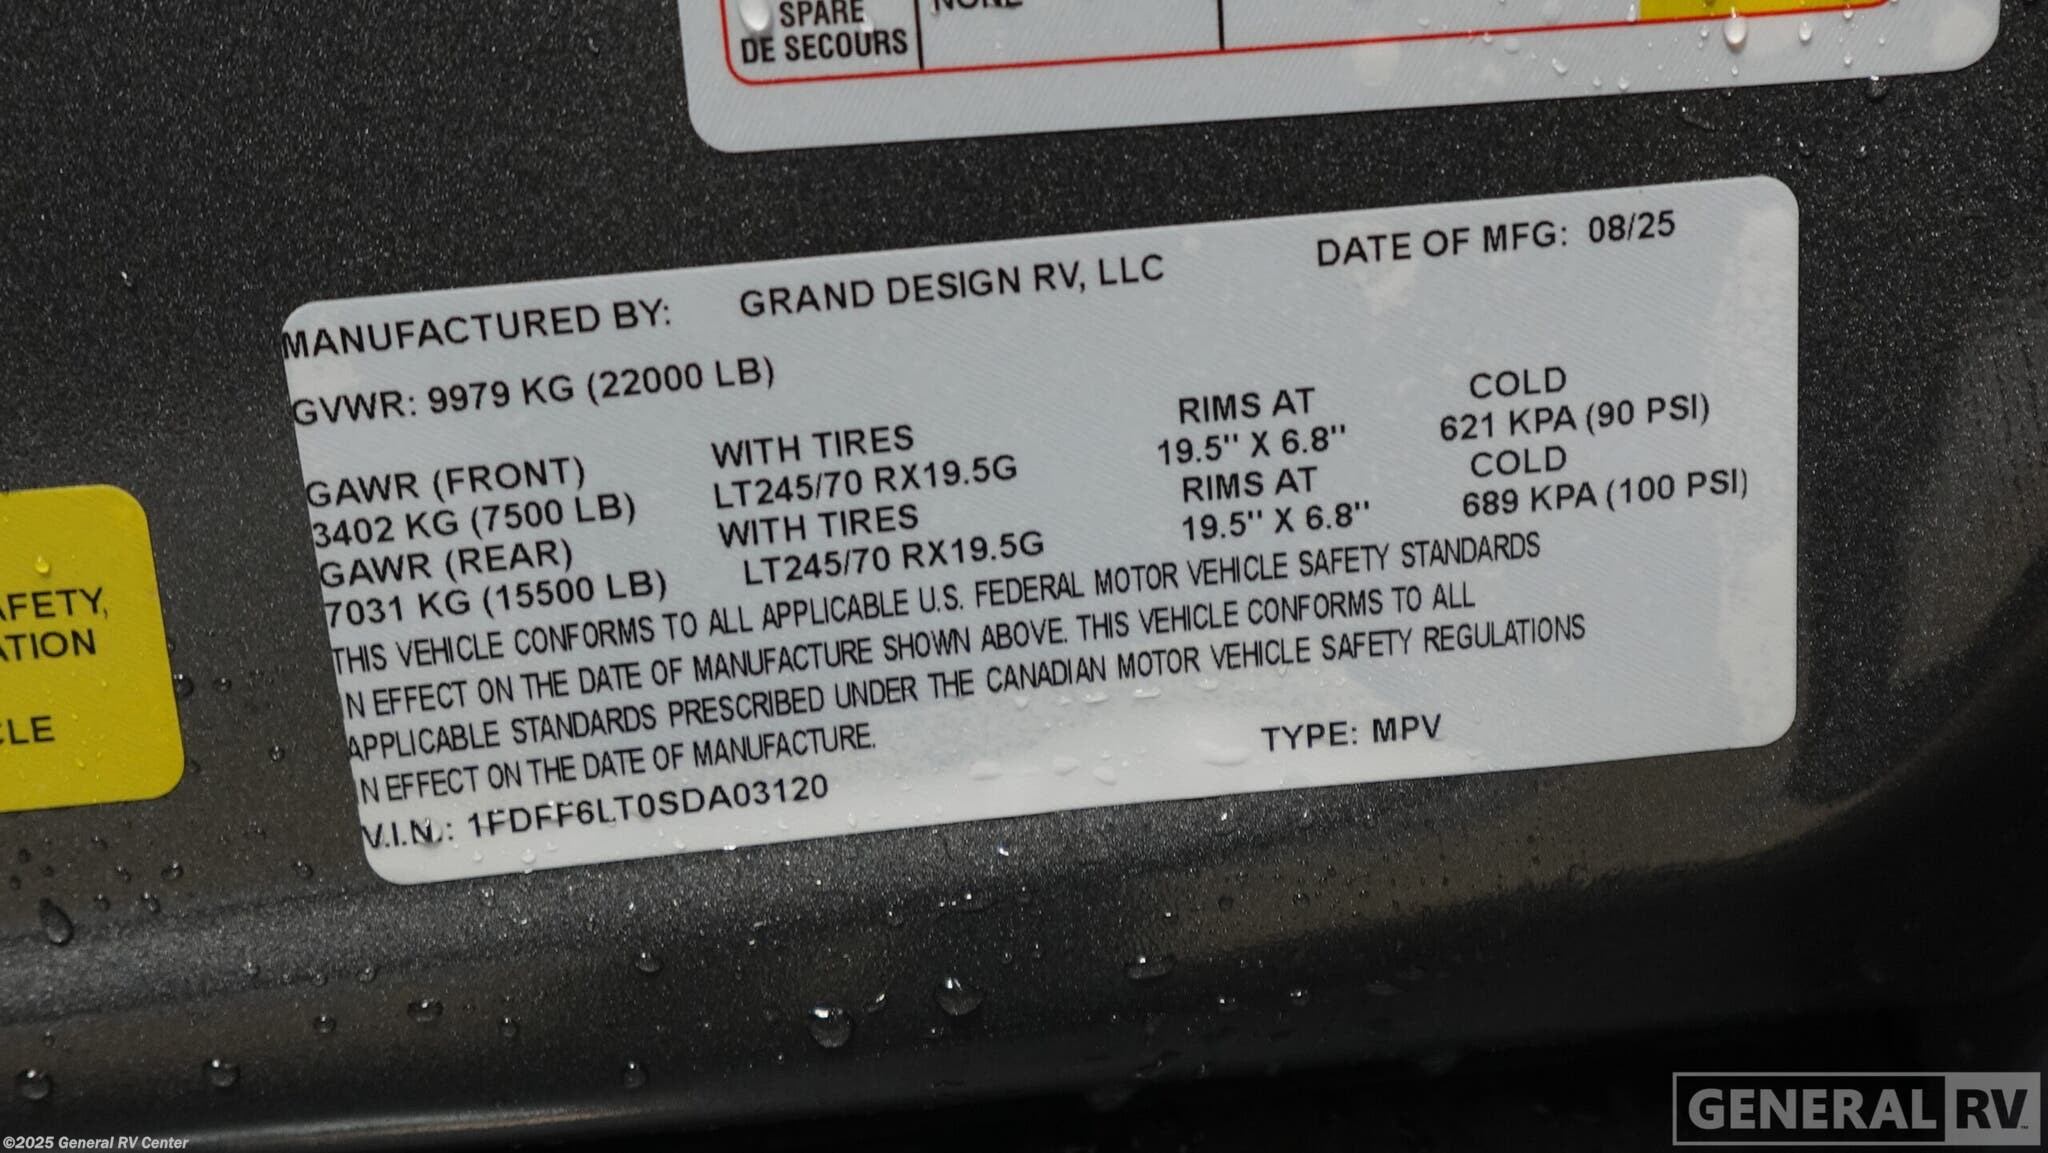 SPARE
DE SECOURS
NONE
MANUFACTURED BY: GRAND DESIGN RV, LLC DATE OF MFG: 08/25
GVWR: 9979 KG (22000 LB)
GAWR (FRONT) WITH TIRES RIMS AT COLD
3402 KG (7500 LB) LT245/70 RX19.5G 19.5" X 6.8" 621 KPA (90 PSI)
GAWR (REAR) WITH TIRES RIMS AT COLD
7031 KG (15500 LB) LT245/70 RX19.5G 19.5" X 6.8" 689 KPA (100 PSI)
THIS VEHICLE CONFORMS TO ALL APPLICABLE U.S. FEDERAL MOTOR VEHICLE SAFETY STANDARDS
N EFFECT ON THE DATE OF MANUFACTURE SHOWN ABOVE. THIS VEHICLE CONFORMS TO ALL
APPLICABLE STANDARDS PRESCRIBED UNDER THE CANADIAN MOTOR VEHICLE SAFETY REGULATIONS
N EFFECT ON THE DATE OF MANUFACTURE.
V.I.N.: 1FDFF6LT0SDA03120 TYPE: MPV
AFETY,
ATION
CLE
GENERAL RV
©2025 General RV Center